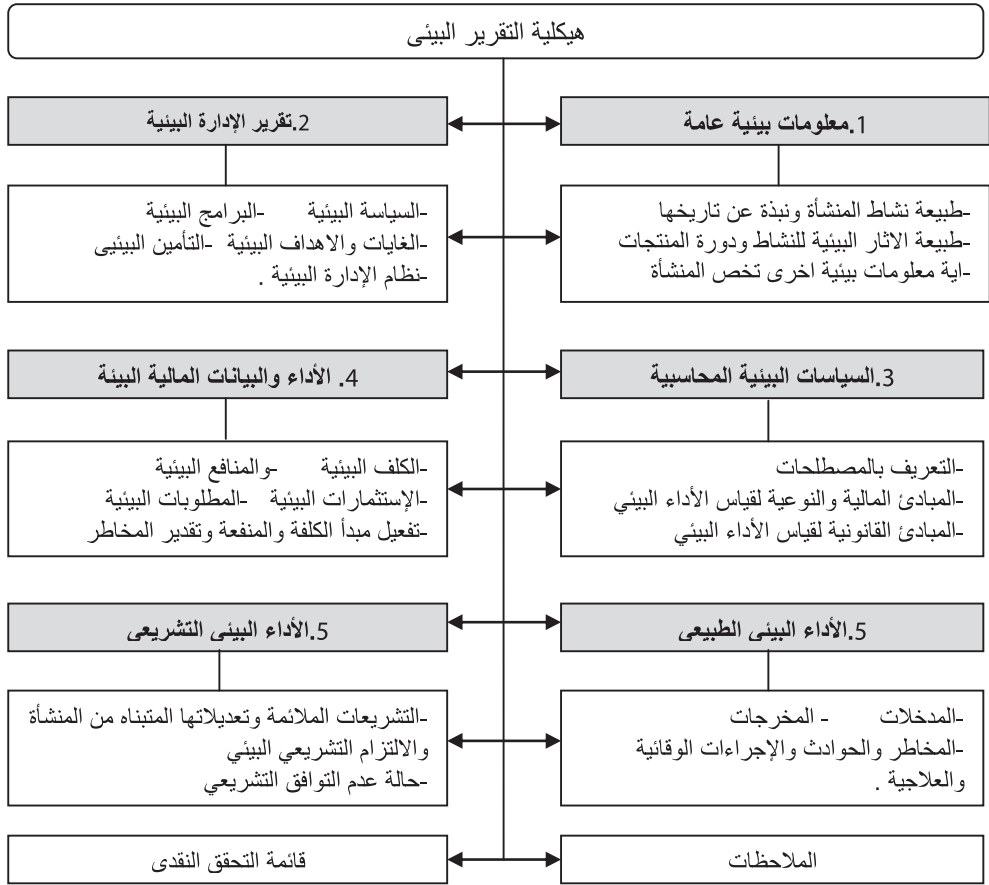 هيكلية التقرير البيئى
1.معلومات بيئية عامة
2.تقرير الإدارة البيئية
-طبيعة نشاط المنشأة ونبذة عن تاريخها
-طبيعة الاثار البيئية للنشاط ودورة المنتجات
-اية معلومات بيئية اخرى تخص المنشأة
-السياسة البيئية -البرامج البيئية
-الغايات والاهداف البيئية -التأمين البيئيى
-نظام الإدارة البيئية .
3.السياسات البيئية المحاسبية
4. الأداء والبيانات المالية البيئة
-التعريف بالمصطلحات
-المبادئ المالية والنوعية لقياس الأداء البيئي
-المبادئ القانونية لقياس الأداء البيئي
-الكلف البيئية -والمنافع البيئية
-الإستثمارات البيئية -المطلوبات البيئية
-تفعيل مبدأ الكلفة والمنفعة وتقدير المخاطر
5.الأداء البيئى الطبيعى
5.الأداء البيئى التشريعى
-المدخلات - المخرجات
-المخاطر والحوادث والإجراءات الوقائية
والعلاجية .
-التشريعات الملائمة وتعديلاتها المتبناه من المنشأة
والالتزام التشريعي البيئي
-حالة عدم التوافق التشريعي
الملاحظات
قائمة التحقق النقدى